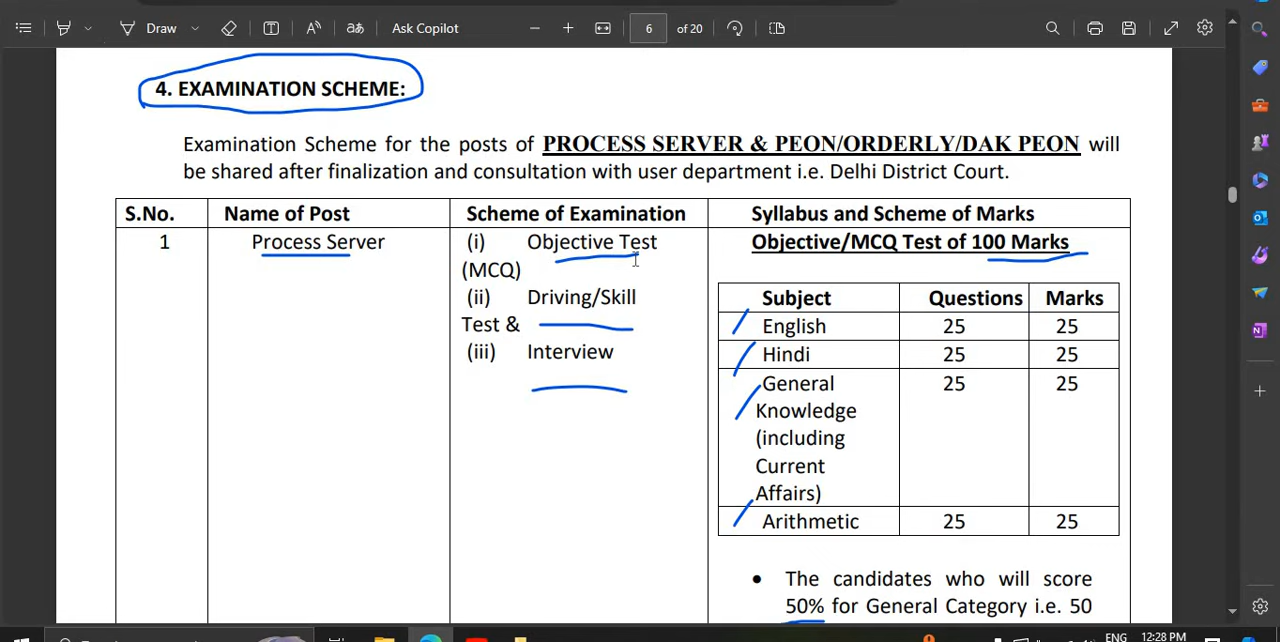 Draw
aあ
Ask Copilot
6 of 20
4. EXAMINATION SCHEME:
Examination Scheme for the posts of PROCESS SERVER & PEON/ORDERLY/DAK PEON will
be shared after finalization and consultation with user department i.e. Delhi District Court.
S.No. Name of Post Scheme of Examination Syllabus and Scheme of Marks
1 Process Server (i) Objective Test Objective/MCQ Test of 100 Marks
(MCQ)
(ii) Driving/Skill Subject Questions Marks
Test & English 25 25
(iii) Interview Hindi 25 25
General 25 25
Knowledge
(including
Current
Affairs)
Arithmetic 25 25
• The candidates who will score
50% for General Category i.e. 50
ENG 12:28 PM